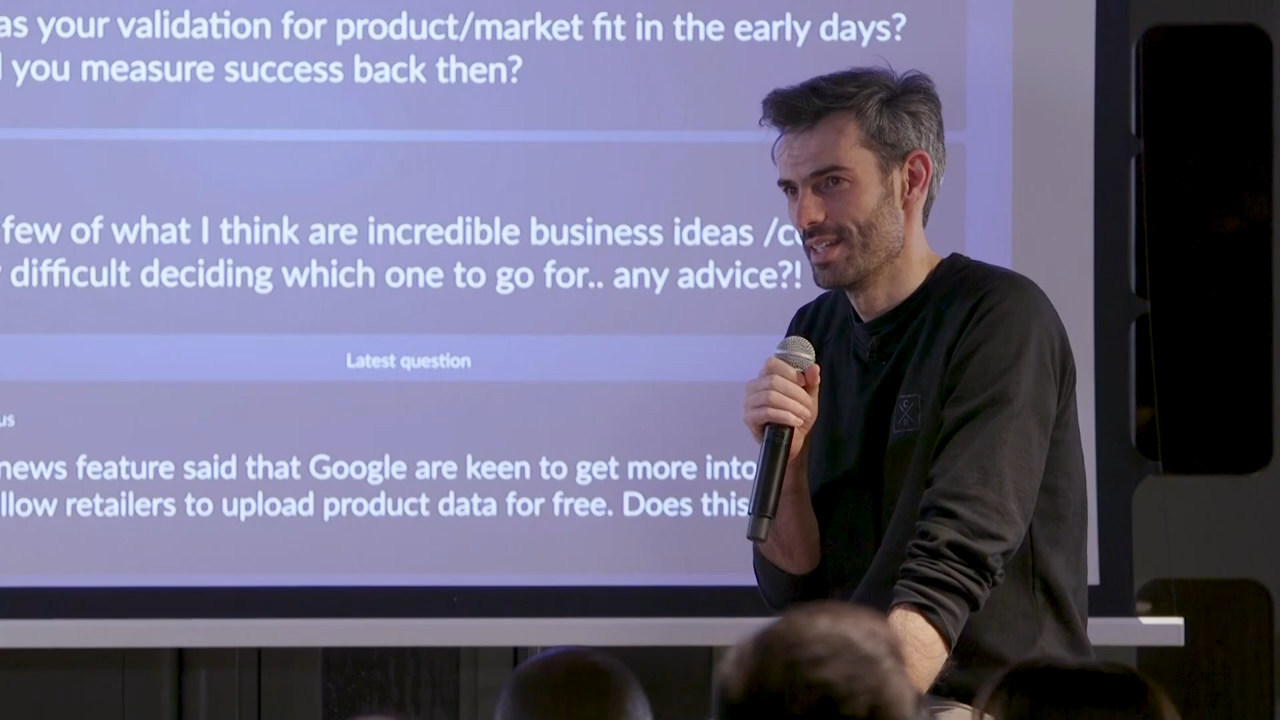 as your validation for product/market fit in the early days?
you measure success back then?
few of what I think are incredible business ideas /c
difficult deciding which one to go for.. any advice?!
Latest question
us
news feature said that Google are keen to get more into
llow retailers to upload product data for free. Does this